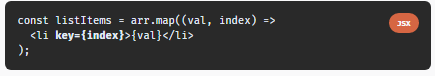 const listItems = arr.map((val, index) =>
JSX
  <li key={index}>{val}</li>
);